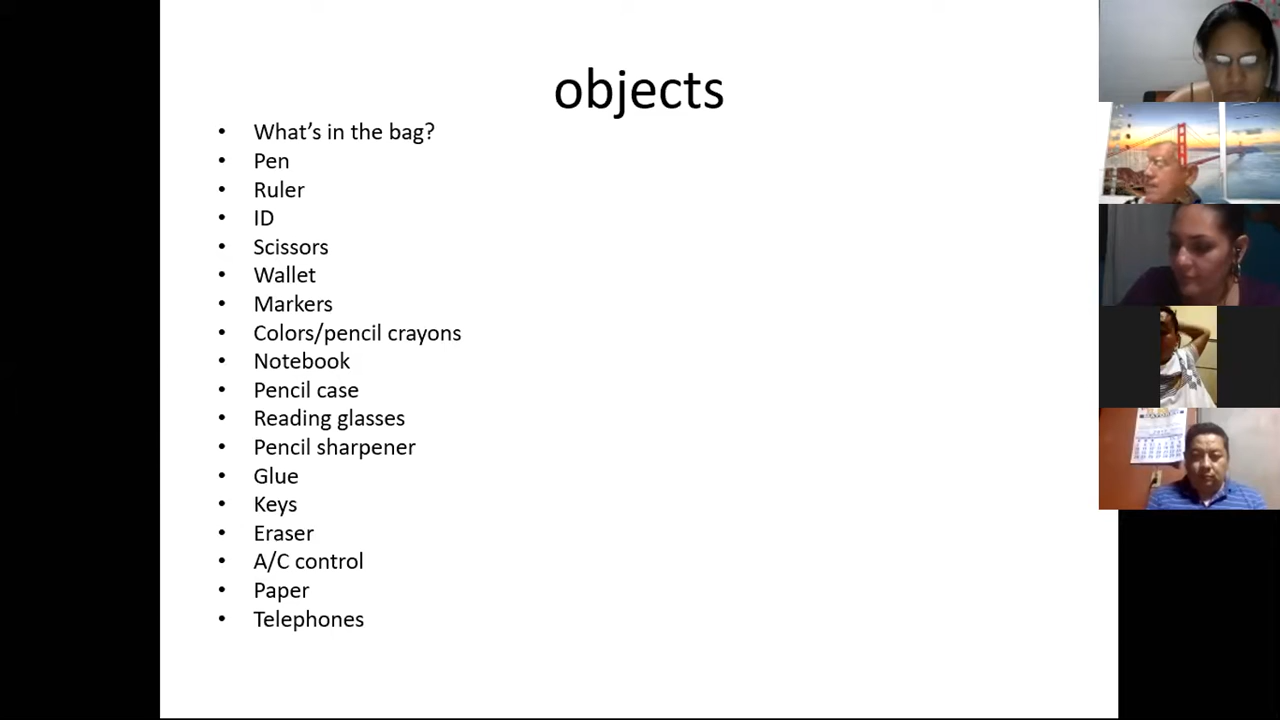 objects
• What's in the bag?
• Pen
• Ruler
• ID
• Scissors
• Wallet
• Markers
• Colors/pencil crayons
• Notebook
• Pencil case
• Reading glasses
• Pencil sharpener
• Glue
• Keys
• Eraser
• A/C control
• Paper
• Telephones